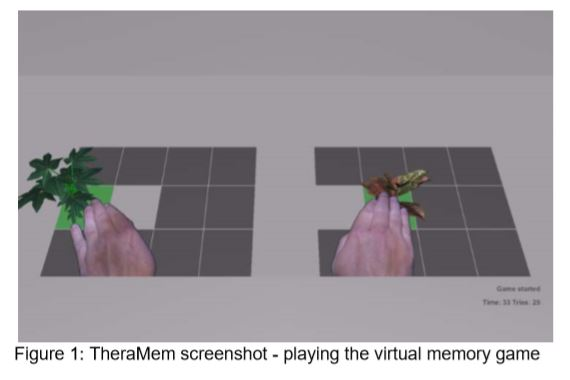 Game started
Time: 33 Tries: 20
Figure 1: TheraMem screenshot - playing the virtual memory game